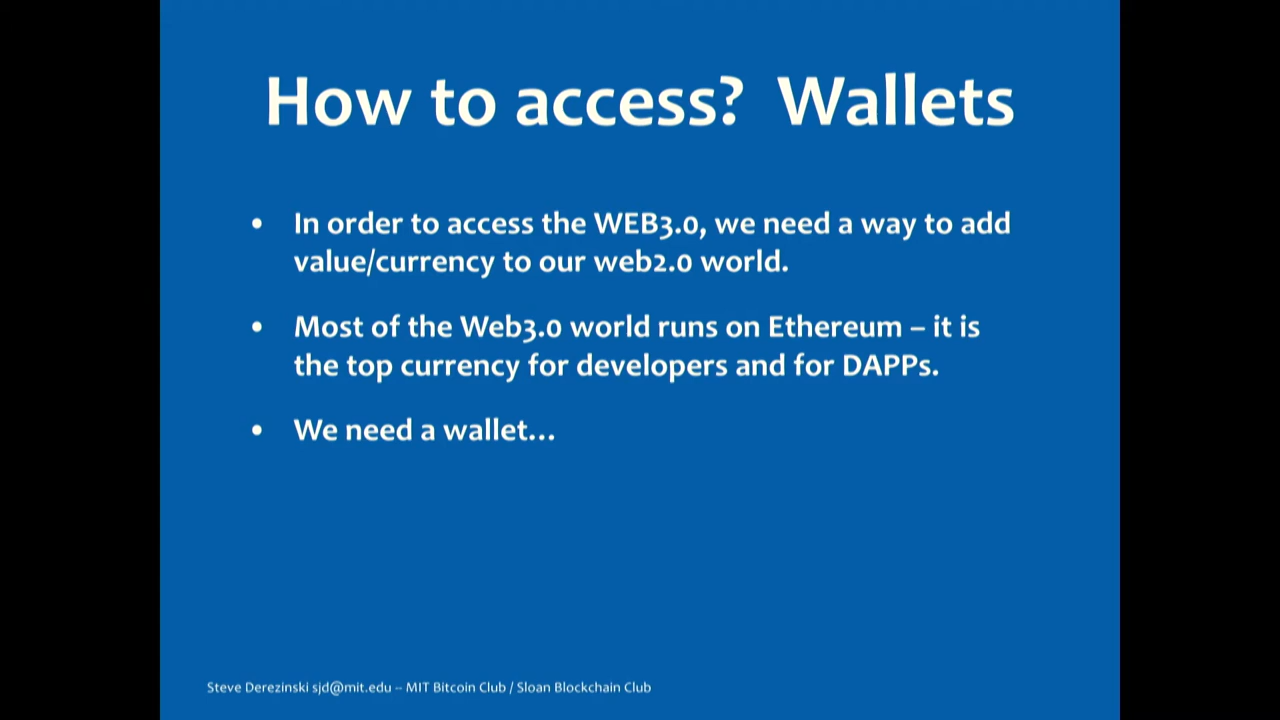 How to access?  Wallets
• In order to access the WEB3.0, we need a way to add
value/currency to our web2.0 world.
• Most of the Web3.0 world runs on Ethereum – it is
the top currency for developers and for DAPPs.
• We need a wallet…
Steve Derezinski sjd@mit.edu – MIT Bitcoin Club / Sloan Blockchain Club